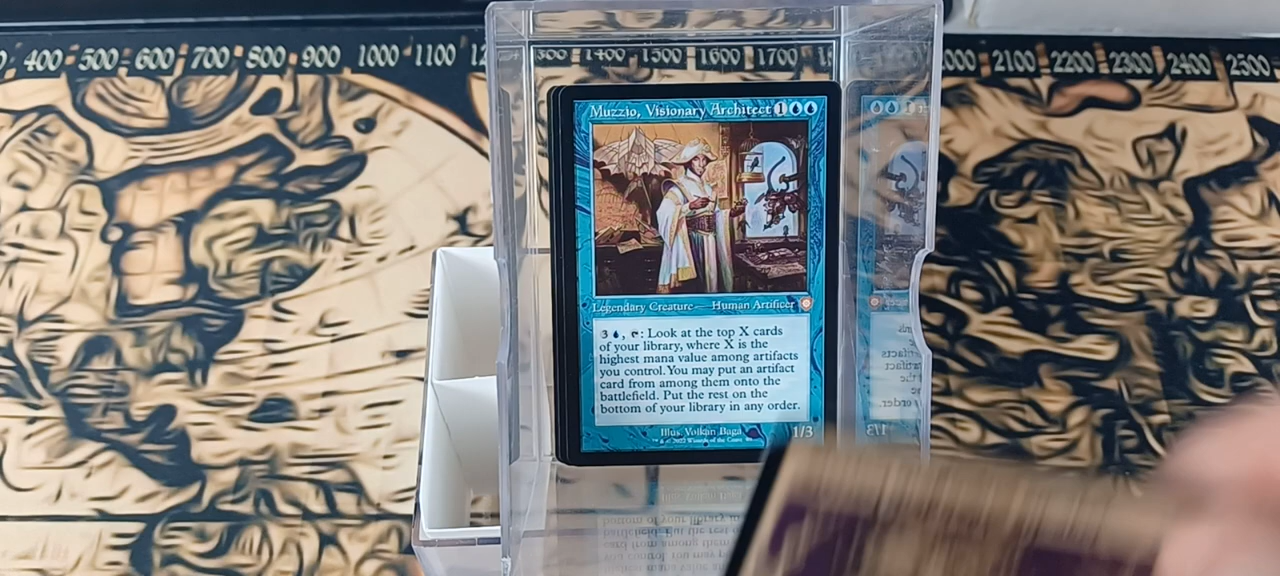 400 500 600 700 800 900 1000 1100
1400 1500 1600 1700
2100 2200 2300 2400 2500
Muzzio, Visionary Architect 1
Legendary Creature — Human Artificer
3 , : Look at the top X cards
of your library, where X is the
highest mana value among artifacts
you control. You may put an artifact
card from among them onto the
battlefield. Put the rest on the
bottom of your library in any order.
Illus. Volkan Baga
™ & © 2022 Wizards of the Coast
1/3